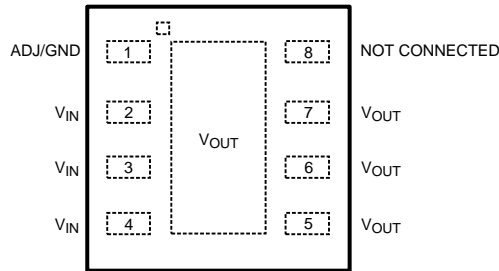 ADJ/GND 1 8 NOT CONNECTED
VIN 2 7 VOUT
VOUT
VIN 3 6 VOUT
VIN 4 5 VOUT